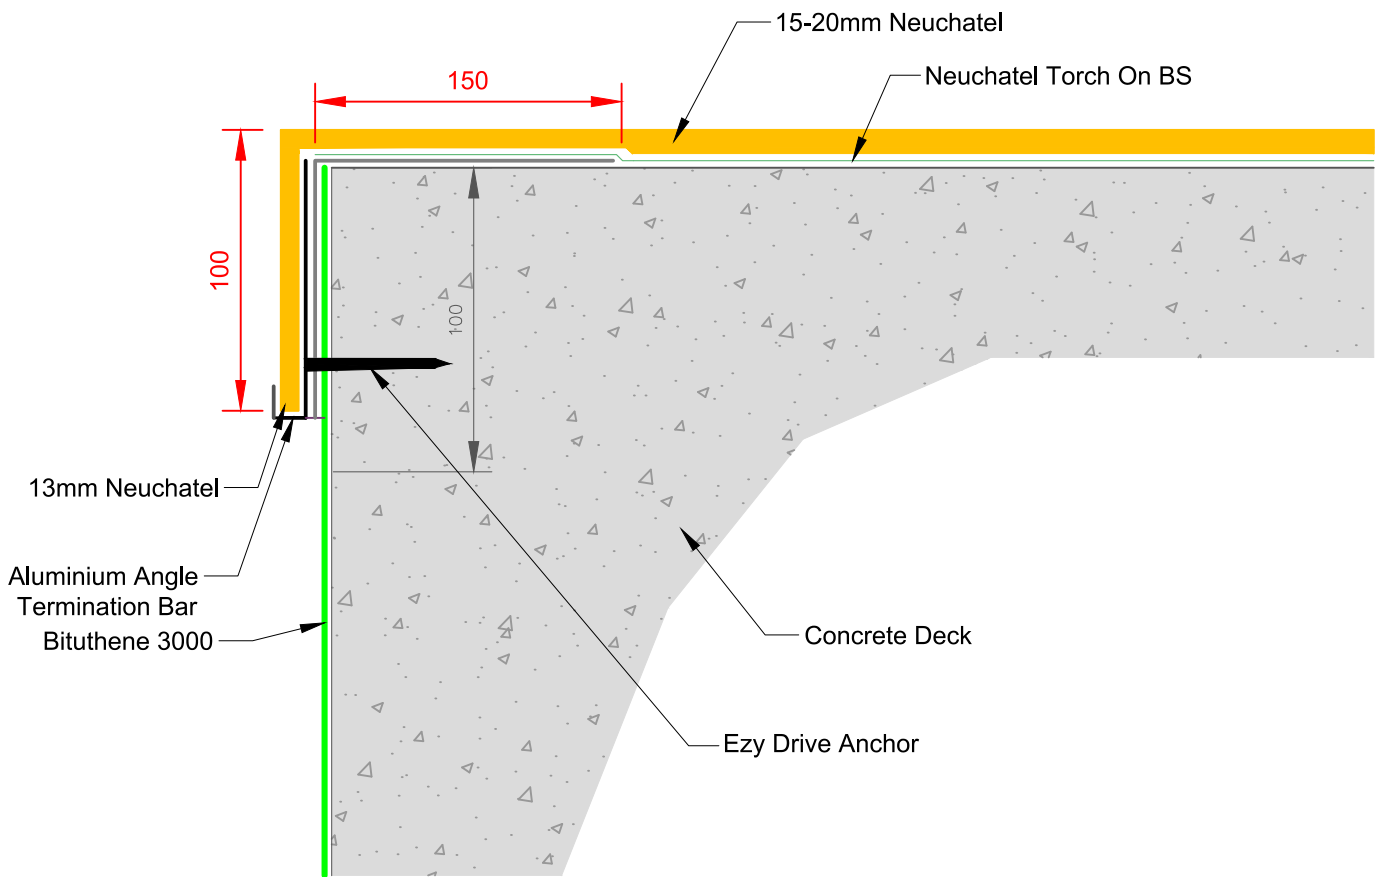 15-20mm Neuchatel
Neuchatel Torch On BS
150
100
100
13mm Neuchatel
Aluminium Angle
Termination Bar
Bituthene 3000
Concrete Deck
Ezy Drive Anchor